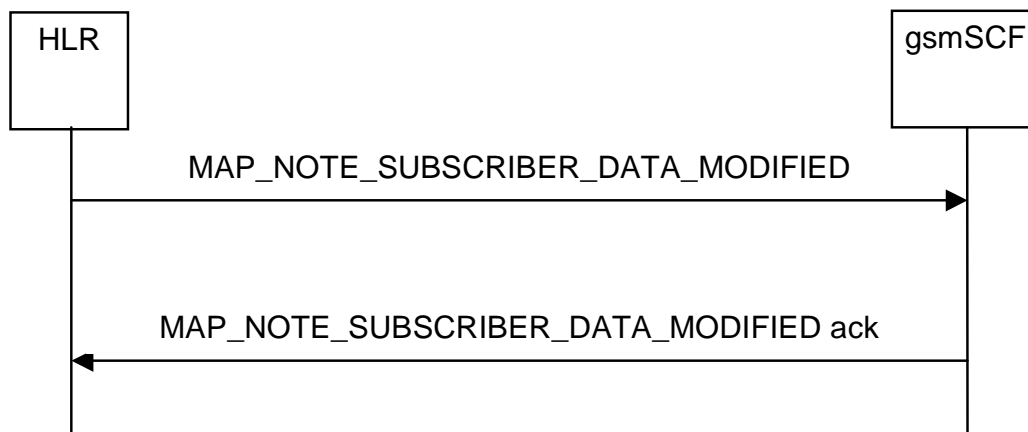 HLR
gsmSCF
MAP_NOTE_SUBSCRIBER_DATA_MODIFIED
MAP_NOTE_SUBSCRIBER_DATA_MODIFIED ack